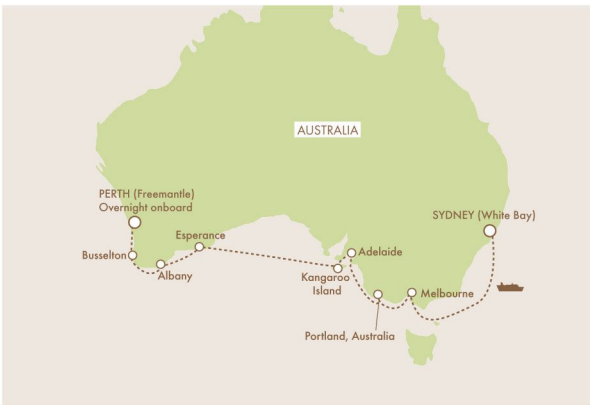 AUSTRALIA
PERTH (Freemantle)
Overnight onboard
SYDNEY (White Bay)
Esperance
Busselton
Albany
Adelaide
Kangaroo
Island
Melbourne
Portland, Australia